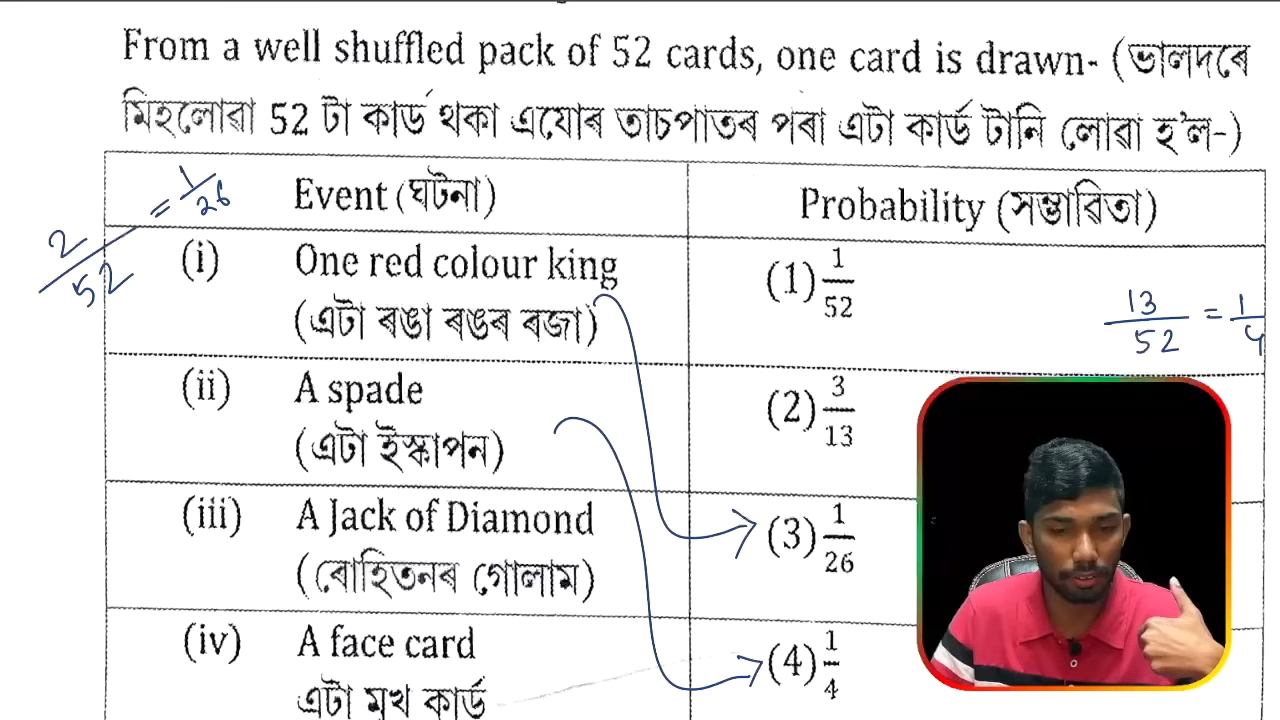 From a well shuffled pack of 52 cards, one card is drawn- (ভালদৰে
মিহলোৱা 52 টা কাৰ্ড থকা এযোৰ তাচপাতৰ পৰা এটা কাৰ্ড টানি লোৱা হ'ল-)
Event (ঘটনা) Probability (সম্ভাৱিতা)
2/52 = 1/26
(i) One red colour king (1) 1/52
(এটা ৰঙা ৰঙৰ ৰজা)
13/52 = 1/4
(ii) A spade (2) 3/13
(এটা ইস্কাপন)
(iii) A Jack of Diamond (3) 1/26
(ৰোহিতনৰ গোলাম)
(iv) A face card (4) 1/4
এটা মুখ কাৰ্ড